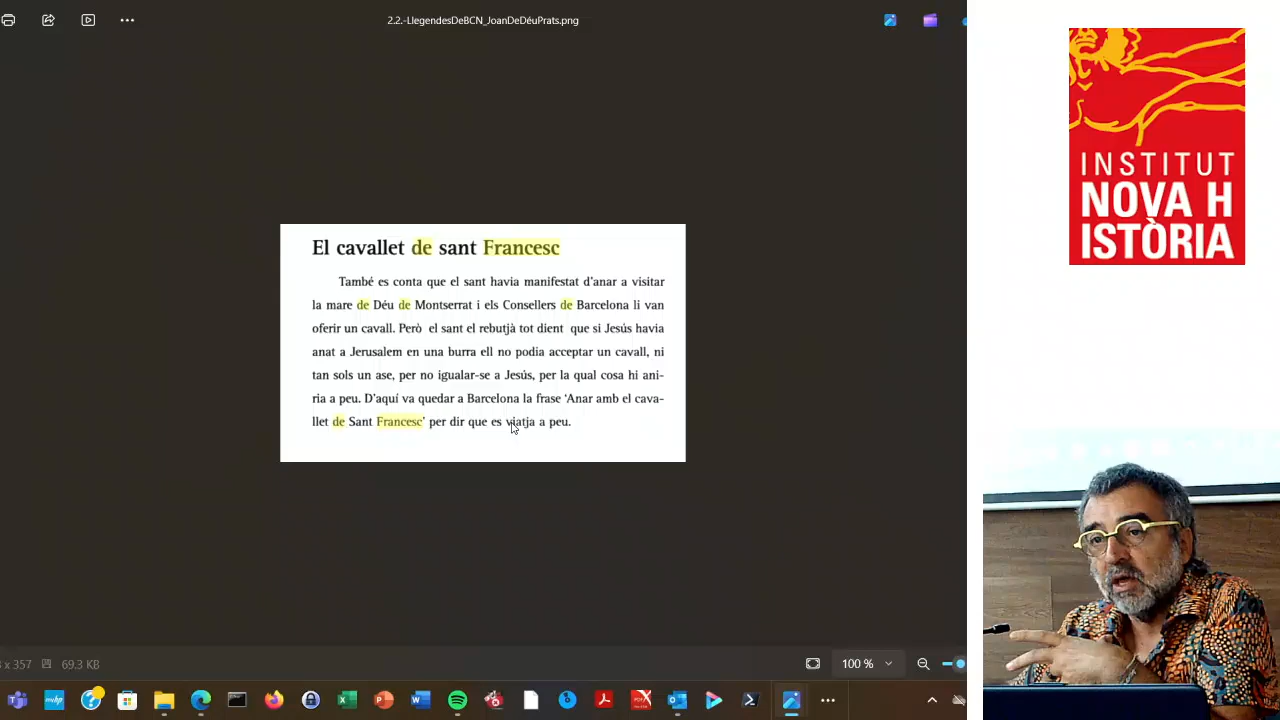 2.2.-LlegendesDeBCN_JoanDeDéuPrats.png
El cavallet de sant Francesc
També es conta que el sant havia manifestat d'anar a visitar
la mare de Déu de Montserrat i els Consellers de Barcelona li van
oferir un cavall. Però el sant el rebutjà tot dient que si Jesús havia
anat a Jerusalem en una burra ell no podia acceptar un cavall, ni
tan sols un ase, per no igualar-se a Jesús, per la qual cosa hi ani-
ria a peu. D'aquí va quedar a Barcelona la frase 'Anar amb el cava-
llet de Sant Francesc' per dir que es viatja a peu.
x 357 69.3 KB
100 %
INSTITUT
NOVA H
ISTÒRIA